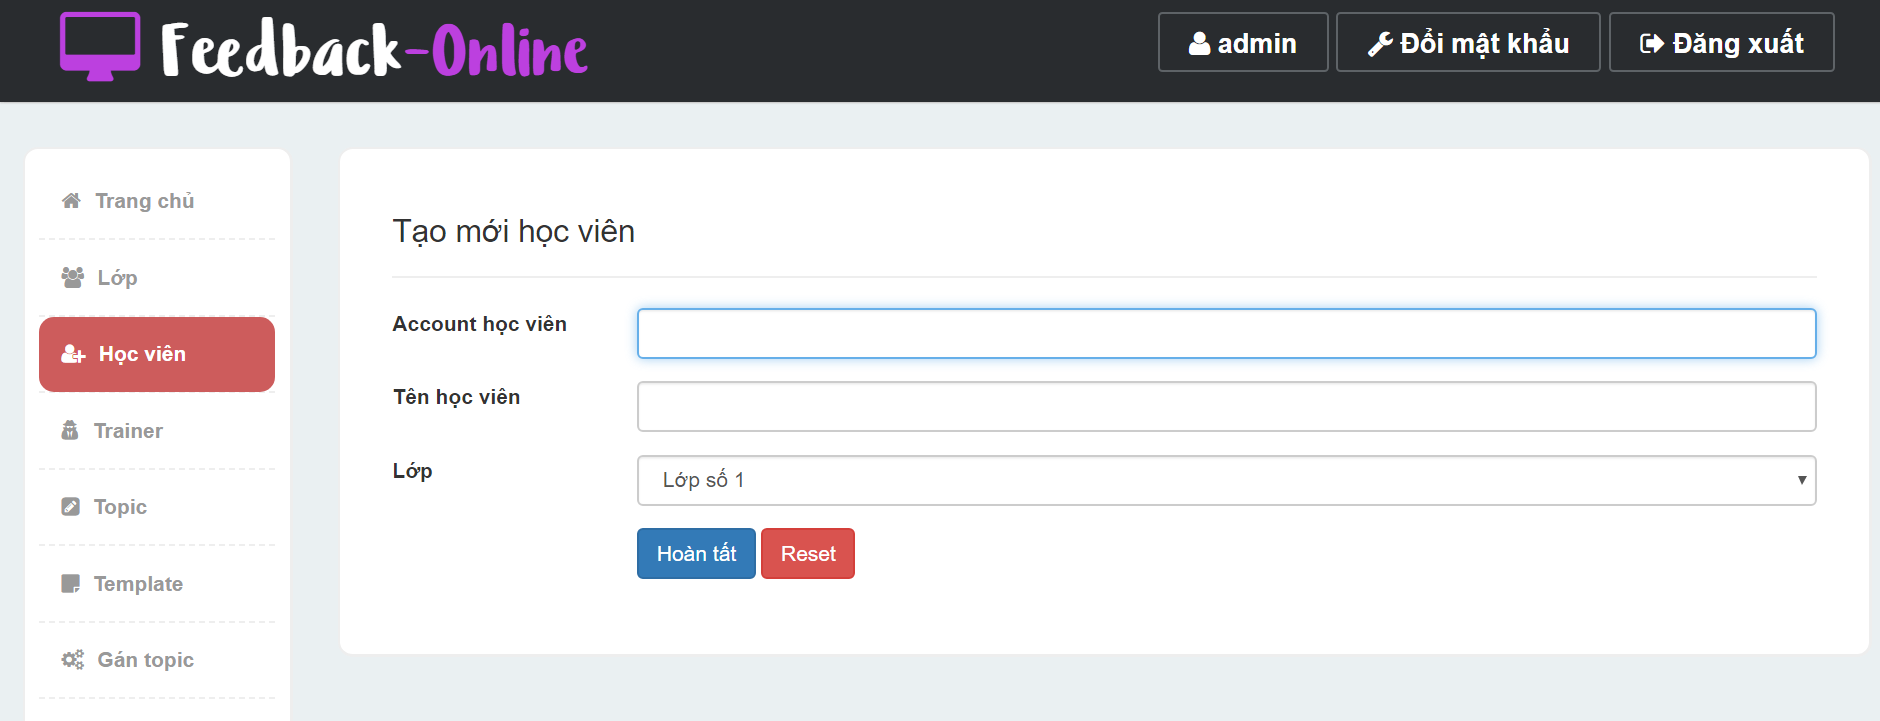 Feedback-Online
admin
Đổi mật khẩu
Đăng xuất
Trang chủ
Lớp
Học viên
Trainer
Topic
Template
Gán topic
Tạo mới học viên
Account học viên
Tên học viên
Lớp
Lớp số 1
Hoàn tất
Reset